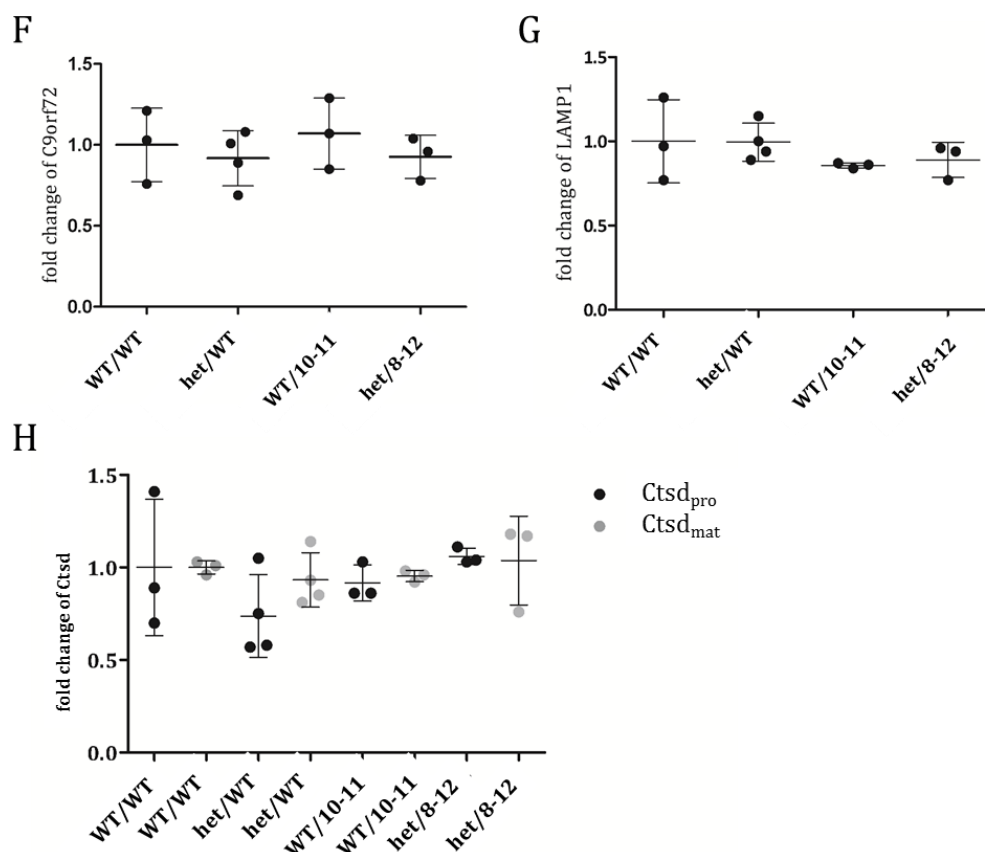 F
fold change of C9orf72
1.5
1.0
0.5
0.0
WT/WT
het/WT
WT/10-11
het/8-12
G
fold change of LAMP1
1.5
1.0
0.5
0.0
WT/WT
het/WT
WT/10-11
het/8-12
H
fold change of Ctsd
1.5
1.0
0.5
0.0
WT/WT
WT/WT
het/WT
het/WT
WT/10-11
WT/10-11
het/8-12
het/8-12
Ctsdpro
Ctsdmat